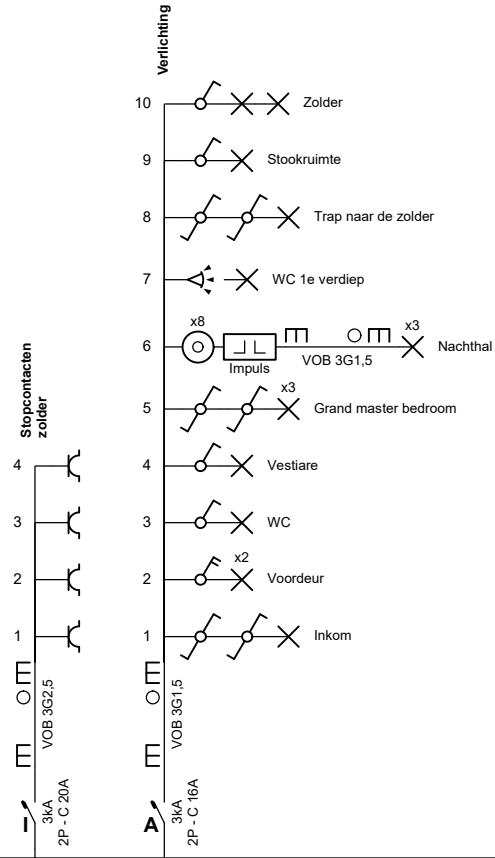 Verlichting
10 Zolder
9 Stookruimte
8 Trap naar de zolder
7 WC 1e verdiep
x8 x3
6 Nachthal
Impuls VOB 3G1,5
x3
5 Grand master bedroom
4 Vestiare
3 WC
x2
2 Voordeur
1 Inkom
VOB 3G1,5
A
3kA
2P - C 16A
Stopcontacten
zolder
4
3
2
1
VOB 3G2,5
I
3kA
2P - C 20A